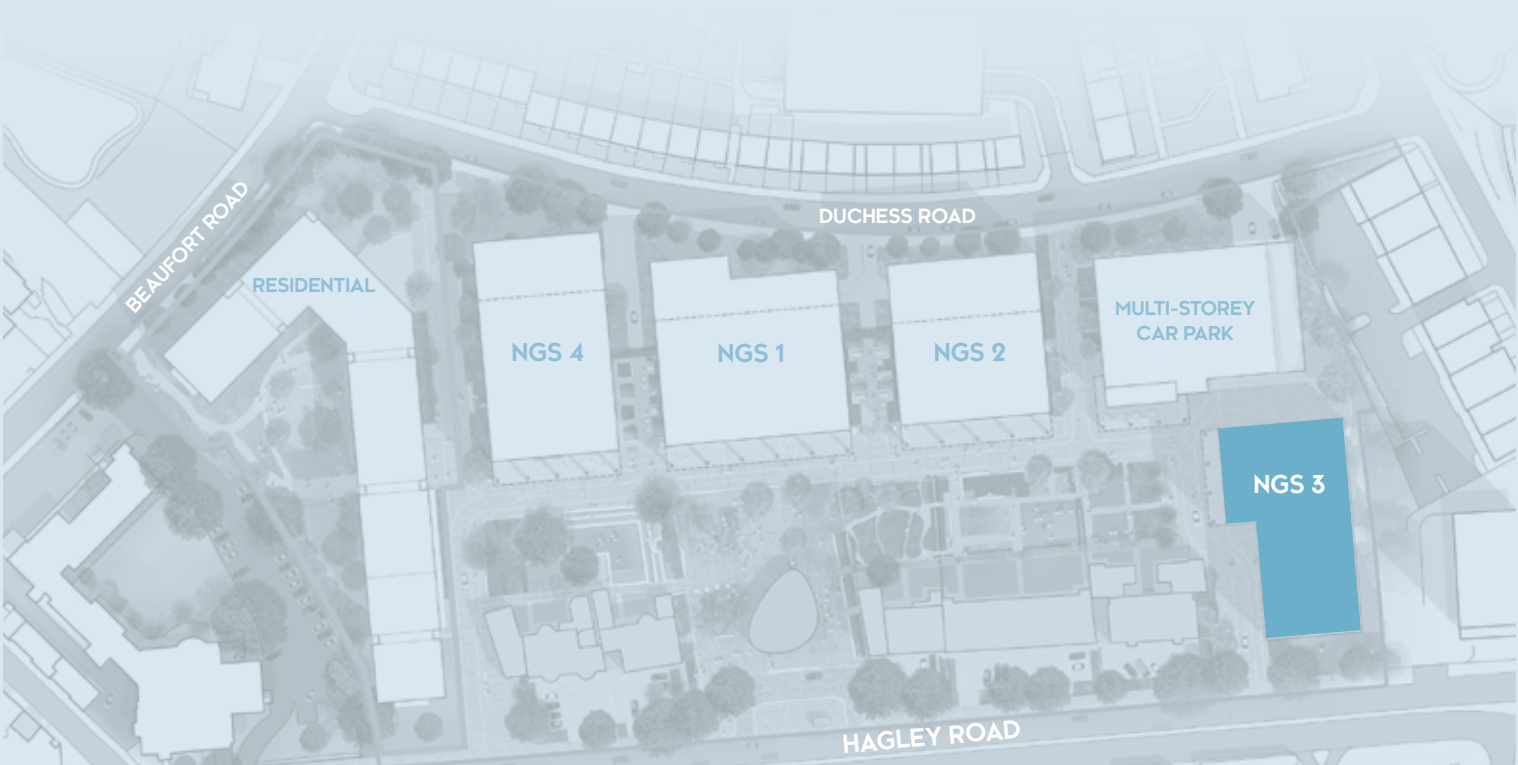 DUCHESS ROAD
BEAUFORT ROAD
RESIDENTIAL
MULTI-STOREY
CAR PARK
NGS 4
NGS 1
NGS 2
NGS 3
HAGLEY ROAD